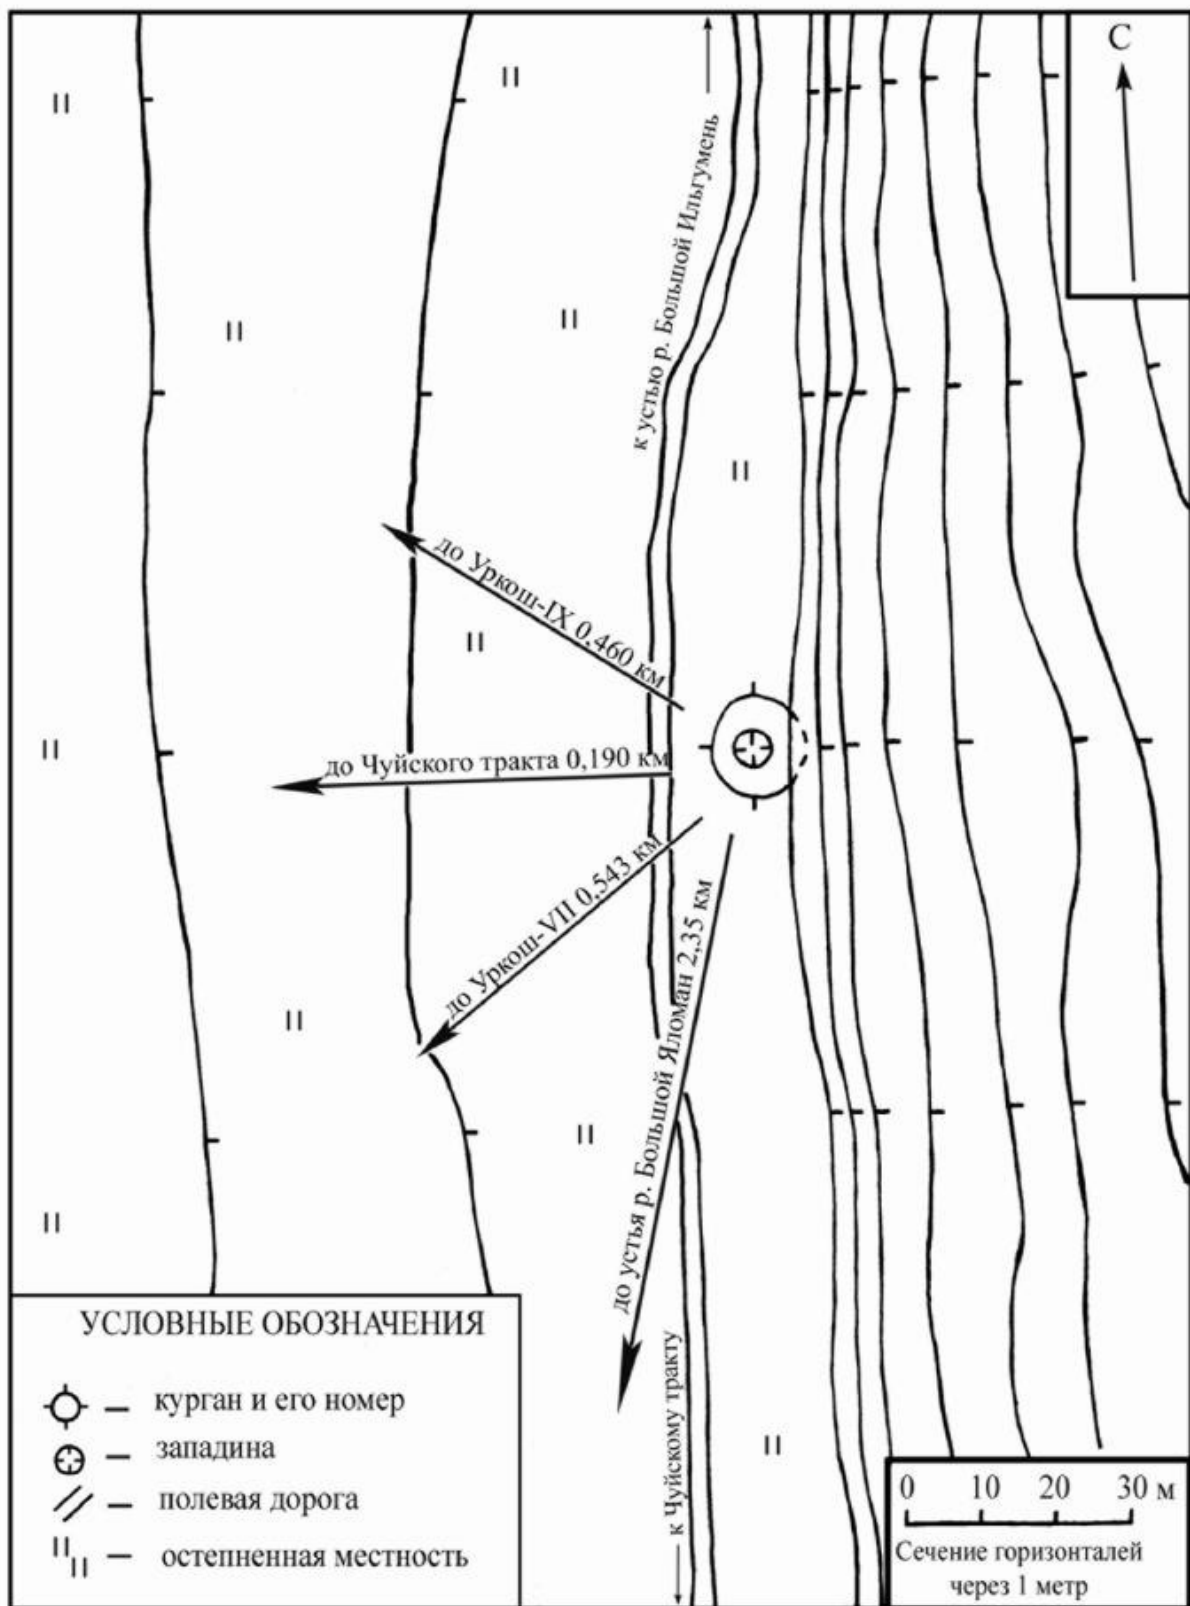 С
к устью р. Большой Ильгумень
до Уркош-IX 0,460 км
до Чуйского тракта 0,190 км
до Уркош-VII 0,543 км
до устья р. Большой Яломан 2,35 км
к Чуйскому тракту
УСЛОВНЫЕ ОБОЗНАЧЕНИЯ
– курган и его номер
– западина
– полевая дорога
– остепненная местность
0 10 20 30 м
Сечение горизонталей
через 1 метр